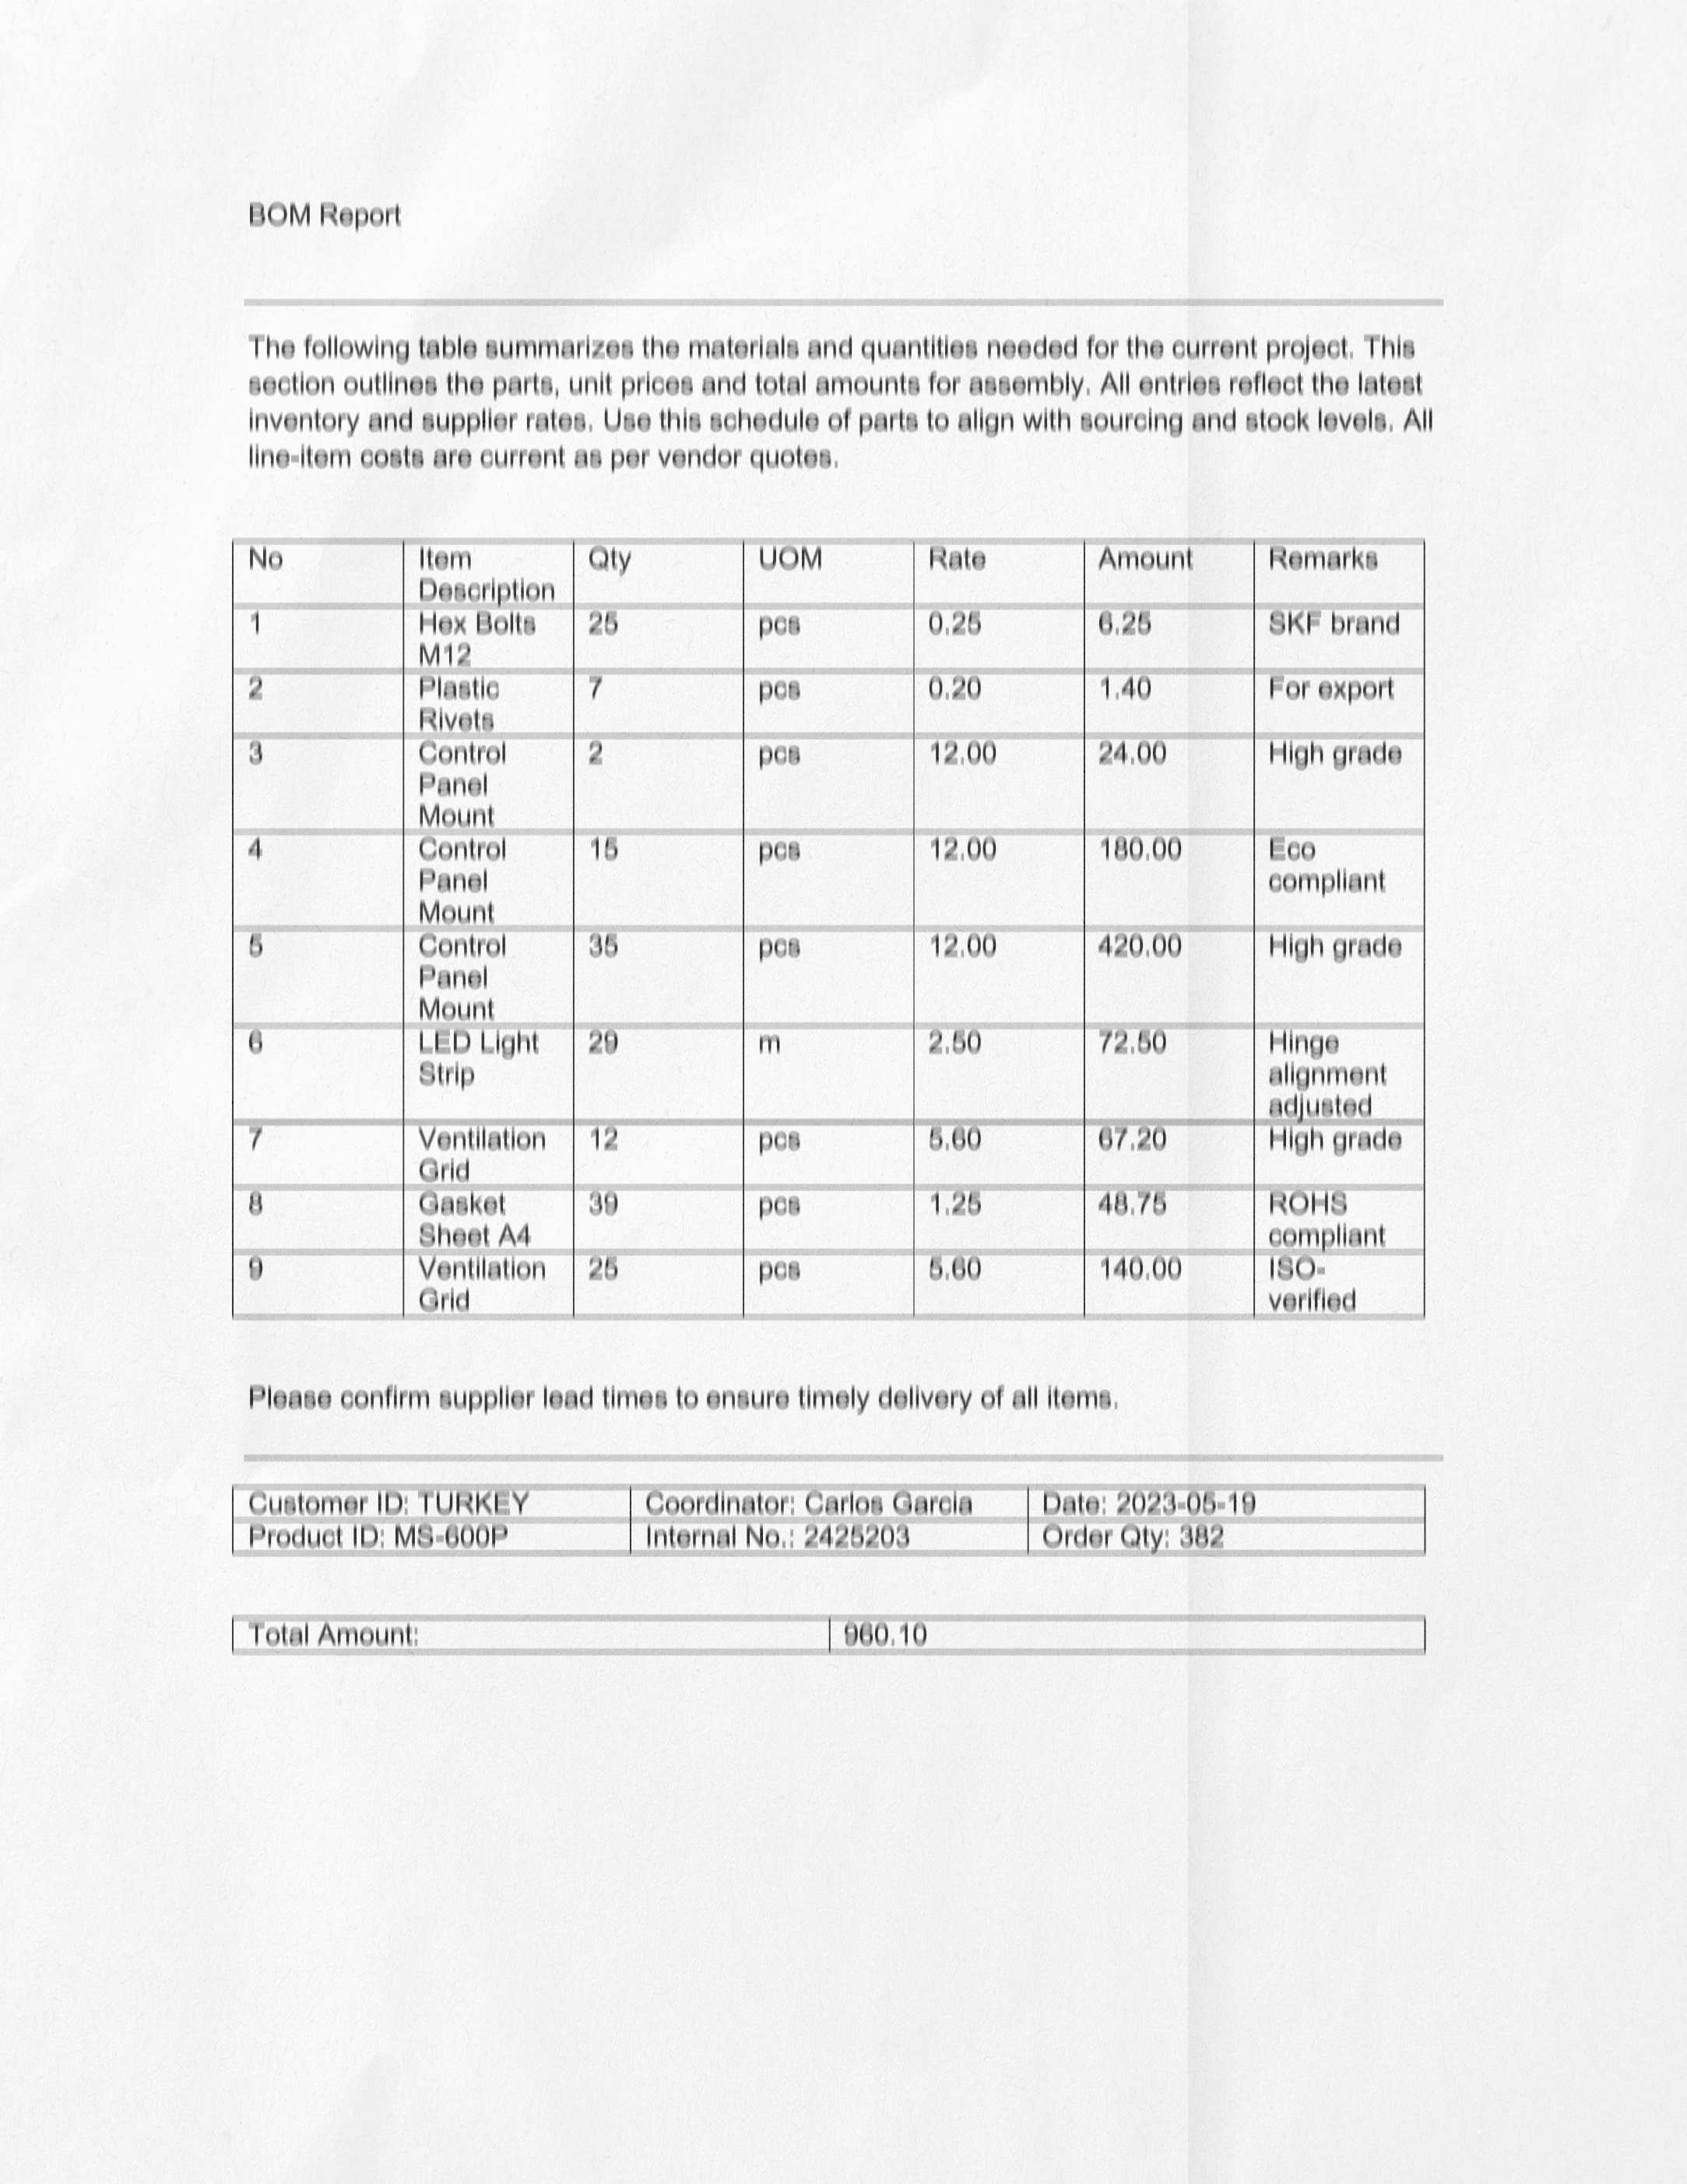 BOM Report
The following table summarizes the materials and quantities needed for the current project. This
section outlines the parts, unit prices and total amounts for assembly. All entries reflect the latest
inventory and supplier rates. Use this schedule of parts to align with sourcing and stock levels. All
line-item costs are current as per vendor quotes.
No Item Description Qty UOM Rate Amount Remarks
1 Hex Bolts M12 25 pcs 0.25 6.25 SKF brand
2 Plastic Rivets 7 pcs 0.20 1.40 For export
3 Control Panel Mount 2 pcs 12.00 24.00 High grade
4 Control Panel Mount 15 pcs 12.00 180.00 Eco compliant
5 Control Panel Mount 35 pcs 12.00 420.00 High grade
6 LED Light Strip 29 m 2.50 72.50 Hinge alignment adjusted
7 Ventilation Grid 12 pcs 5.60 67.20 High grade
8 Gasket Sheet A4 39 pcs 1.25 48.75 ROHS compliant
9 Ventilation Grid 25 pcs 5.60 140.00 ISO-verified
Please confirm supplier lead times to ensure timely delivery of all items.
Customer ID: TURKEY Coordinator: Carlos Garcia Date: 2023-05-19
Product ID: MS-600P Internal No.: 2425203 Order Qty: 382
Total Amount: 960.10